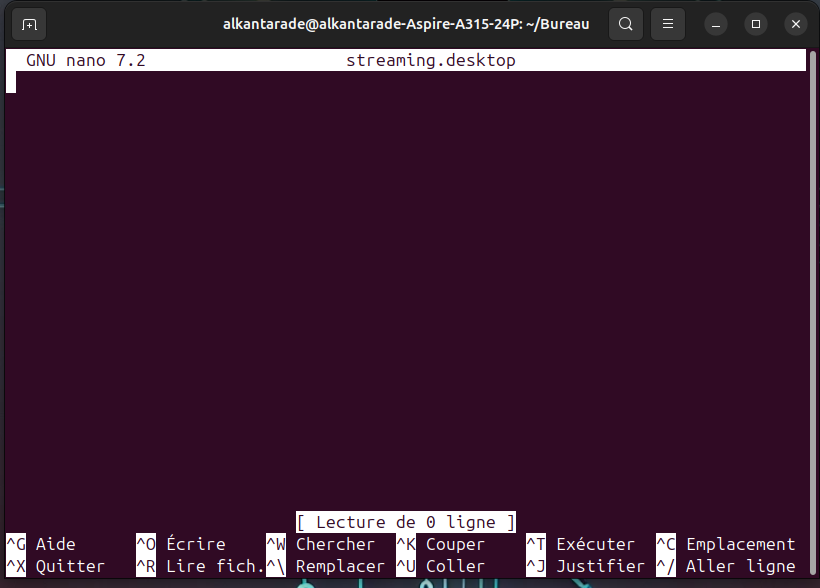 alkantarade@alkantarade-Aspire-A315-24P: ~/Bureau
GNU nano 7.2 streaming.desktop
[ Lecture de 0 ligne ]
^G Aide ^O Écrire ^W Chercher ^K Couper ^T Exécuter ^C Emplacement
^X Quitter ^R Lire fich. ^\ Remplacer ^U Coller ^J Justifier ^/ Aller ligne